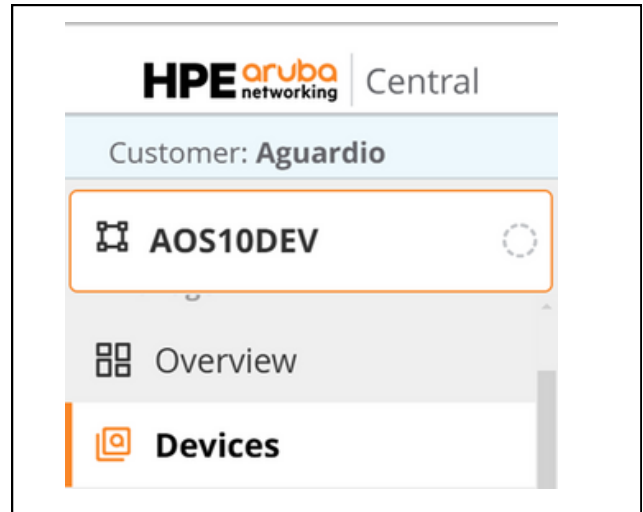 HPE aruba networking Central
Customer: Aguardio
AOS10DEV
Overview
Devices